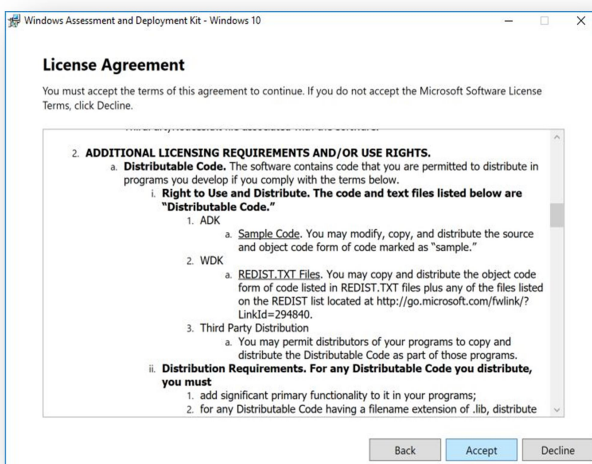 Windows Assessment and Deployment Kit - Windows 10
License Agreement
You must accept the terms of this agreement to continue. If you do not accept the Microsoft Software License
Terms, click Decline.
2. ADDITIONAL LICENSING REQUIREMENTS AND/OR USE RIGHTS.
a. Distributable Code. The software contains code that you are permitted to distribute in
programs you develop if you comply with the terms below.
i. Right to Use and Distribute. The code and text files listed below are
“Distributable Code.”
1. ADK
a. Sample Code. You may modify, copy, and distribute the source
and object code form of code marked as “sample.”
2. WDK
a. REDIST.TXT Files. You may copy and distribute the object code
form of code listed in REDIST.TXT files plus any of the files listed
on the REDIST list located at http://go.microsoft.com/fwlink/?
LinkId=294840.
3. Third Party Distribution
a. You may permit distributors of your programs to copy and
distribute the Distributable Code as part of those programs.
ii. Distribution Requirements. For any Distributable Code you distribute,
you must
1. add significant primary functionality to it in your programs;
2. for any Distributable Code having a filename extension of .lib, distribute
Back Accept Decline